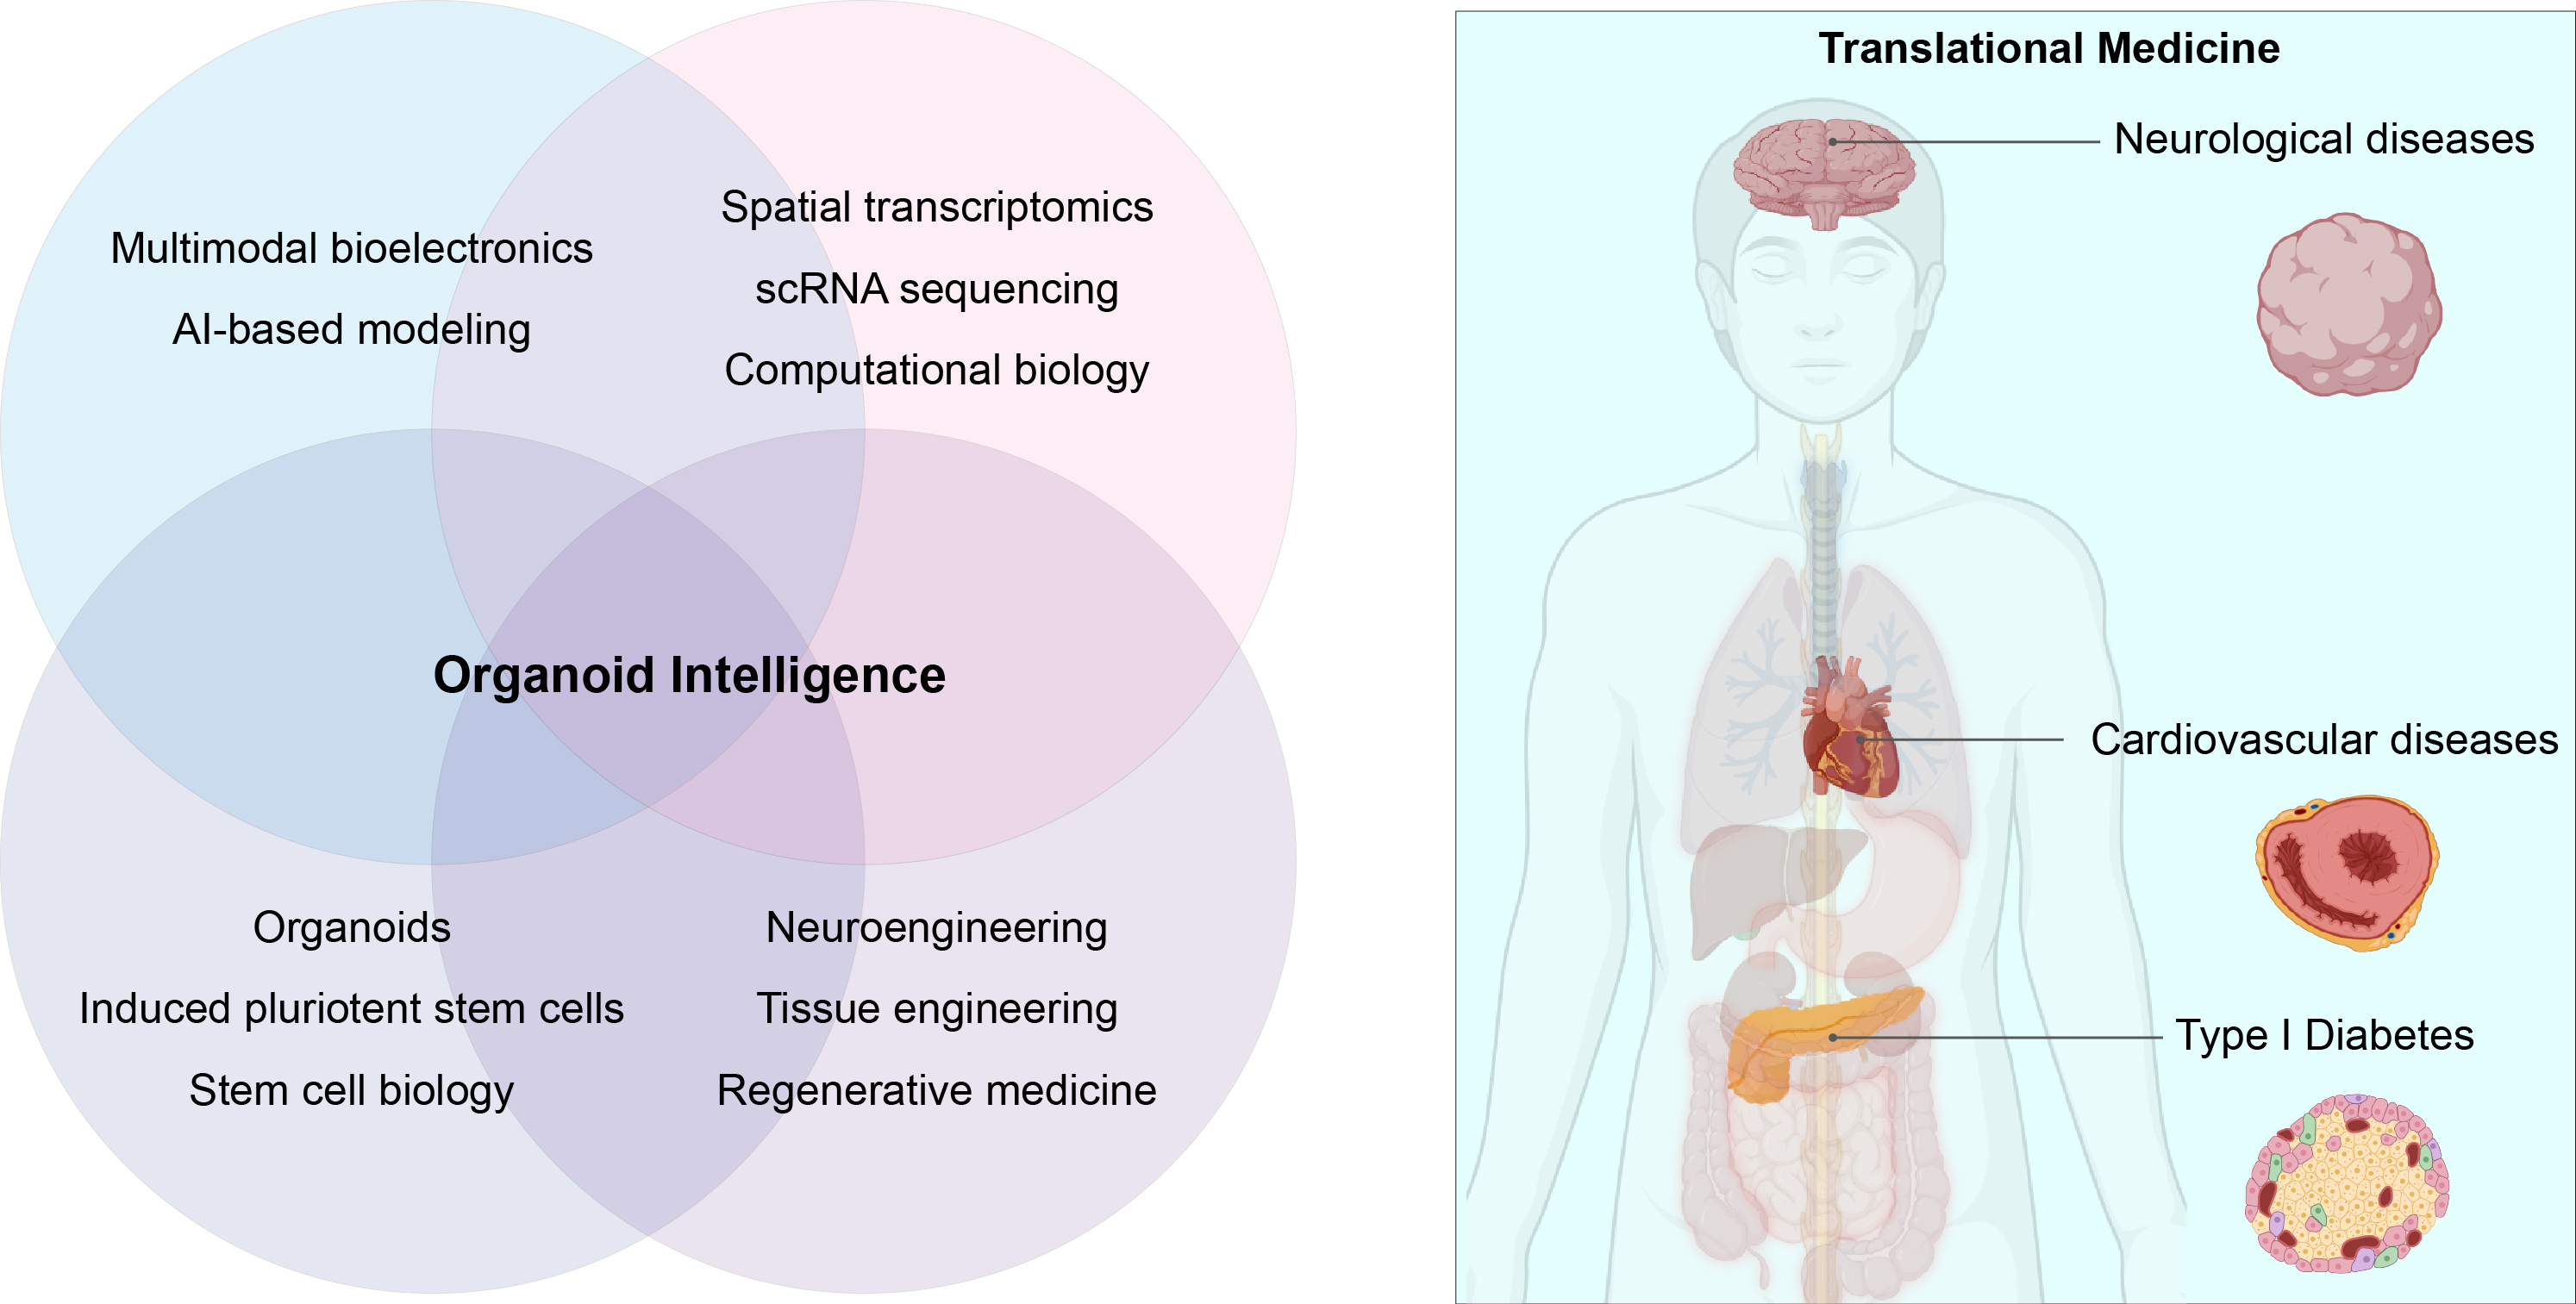 Multimodal bioelectronics
AI-based modeling
Spatial transcriptomics
scRNA sequencing
Computational biology
Organoid Intelligence
Organoids
Induced pluriotent stem cells
Stem cell biology
Neuroengineering
Tissue engineering
Regenerative medicine
Translational Medicine
Neurological diseases
Cardiovascular diseases
Type I Diabetes